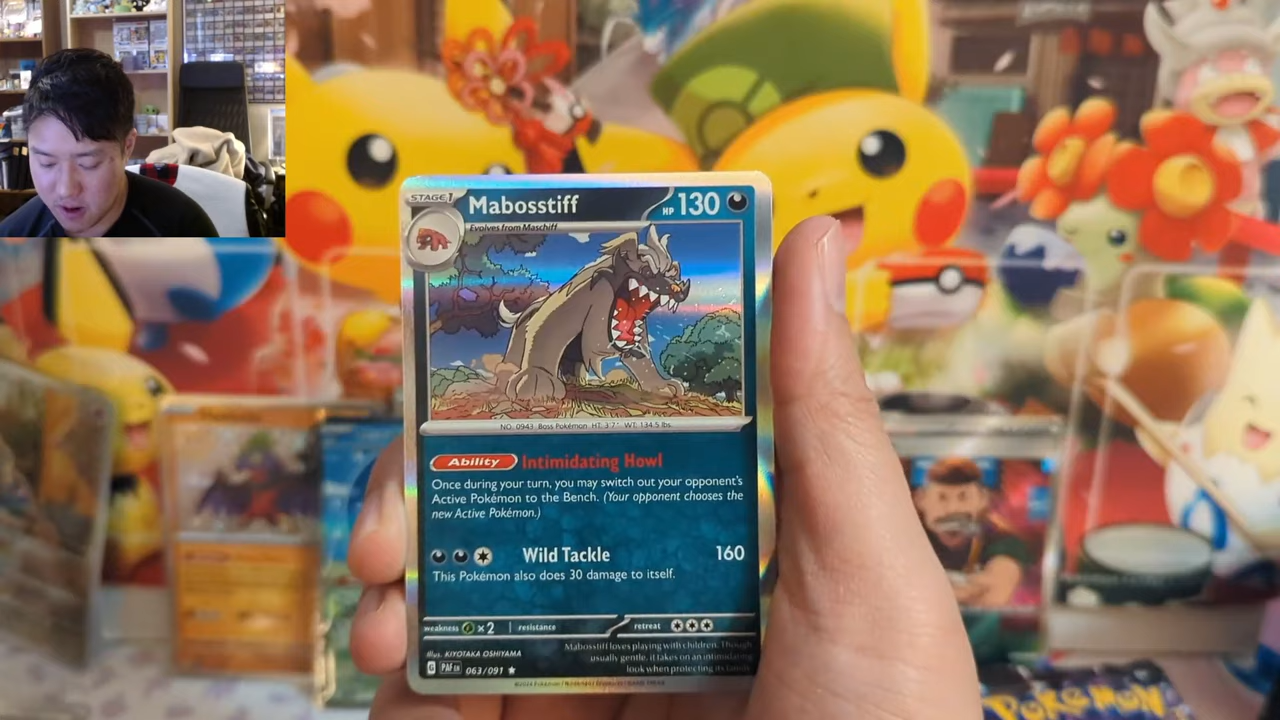 STAGE1
Mabosstiff
HP 130
Evolves from Maschiff
NO. 0943 Boss Pokémon HT: 3'7" WT: 134.5 lbs
Ability Intimidating Howl
Once during your turn, you may switch out your opponent's
Active Pokémon to the Bench. (Your opponent chooses the
new Active Pokémon.)
Wild Tackle 160
This Pokémon also does 30 damage to itself.
weakness ×2 resistance retreat
Illus. KIYOTAKA OSHIYAMA
Mabosstiff loves playing with children. Though
usually gentle, it takes on an intimidating
look when protecting its family.
G PAF EN 063/091
POKÉMON